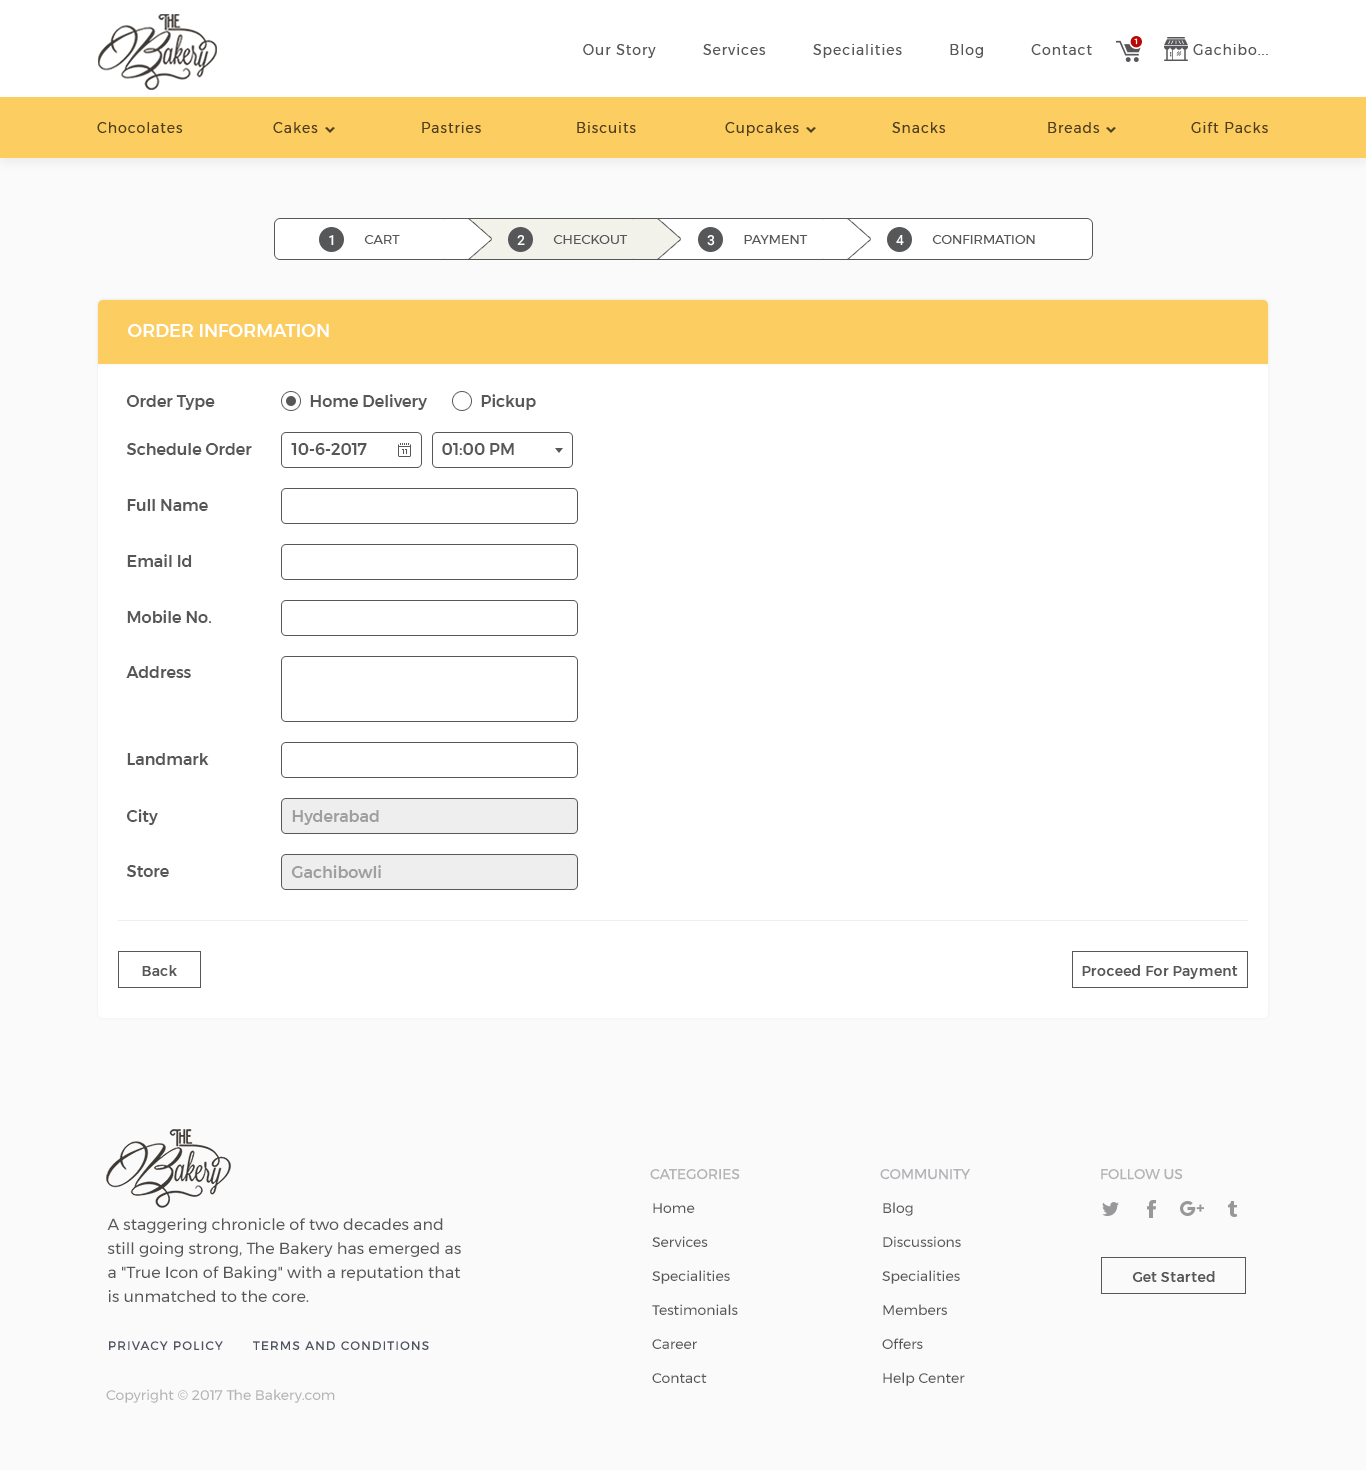 THE
Bakery
Our Story Services Specialities Blog Contact 1 Gachibo...
Chocolates Cakes Pastries Biscuits Cupcakes Snacks Breads Gift Packs
1 CART 2 CHECKOUT 3 PAYMENT 4 CONFIRMATION
ORDER INFORMATION
Order Type Home Delivery Pickup
Schedule Order 10-6-2017 11 01:00 PM
Full Name
Email Id
Mobile No.
Address
Landmark
City Hyderabad
Store Gachibowli
Back Proceed For Payment
THE
Bakery
A staggering chronicle of two decades and
still going strong, The Bakery has emerged as
a "True Icon of Baking" with a reputation that
is unmatched to the core.
PRIVACY POLICY TERMS AND CONDITIONS
Copyright © 2017 The Bakery.com
CATEGORIES
Home
Services
Specialities
Testimonials
Career
Contact
COMMUNITY
Blog
Discussions
Specialities
Members
Offers
Help Center
FOLLOW US
f G+ t
Get Started